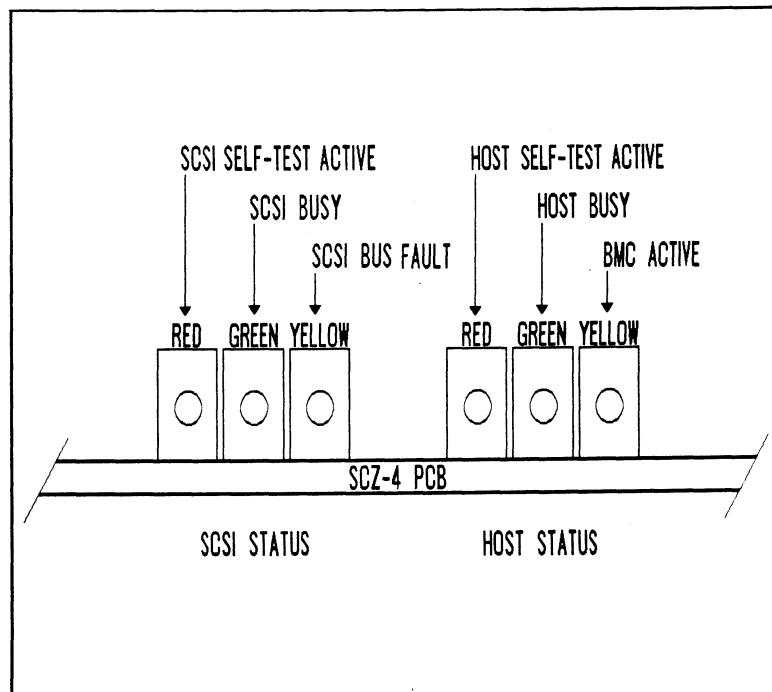 SCSI SELF-TEST ACTIVE
HOST SELF-TEST ACTIVE
SCSI BUSY
HOST BUSY
SCSI BUS FAULT
BMC ACTIVE
RED GREEN YELLOW
RED GREEN YELLOW
SCZ-4 PCB
SCSI STATUS
HOST STATUS